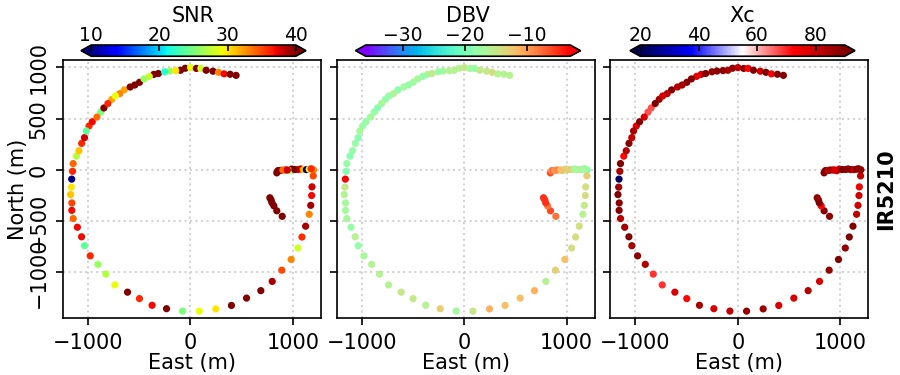 SNR
DBV
Xc
10 20 30 40
−30 −20 −10
20 40 60 80
North (m)
1000
500
0
−500
−1000
−1000 0 1000
−1000 0 1000
−1000 0 1000
East (m)
East (m)
East (m)
IR5210